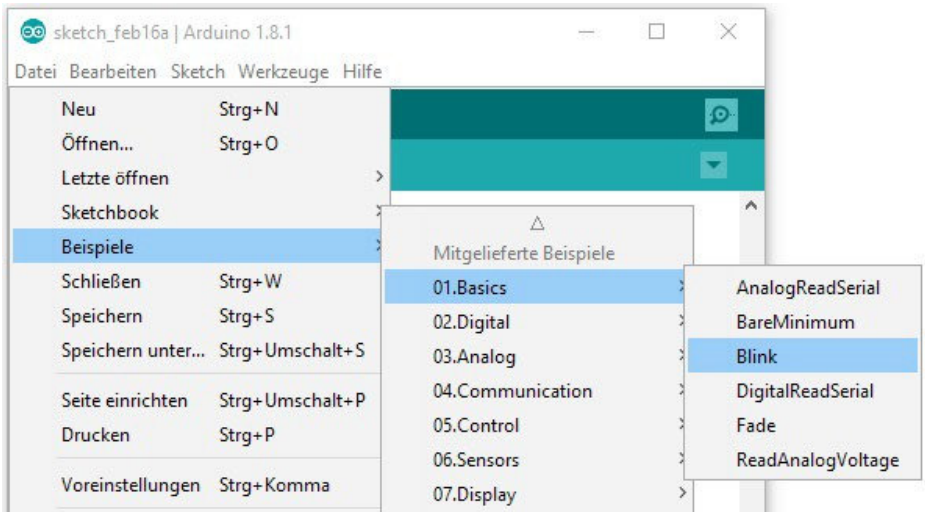 sketch_feb16a | Arduino 1.8.1
Datei Bearbeiten Sketch Werkzeuge Hilfe
Neu Strg+N
Öffnen... Strg+O
Letzte öffnen
Sketchbook
Beispiele
Schließen Strg+W
Speichern Strg+S
Speichern unter... Strg+Umschalt+S
Seite einrichten Strg+Umschalt+P
Drucken Strg+P
Voreinstellungen Strg+Komma
Mitgelieferte Beispiele
01.Basics
02.Digital
03.Analog
04.Communication
05.Control
06.Sensors
07.Display
AnalogReadSerial
BareMinimum
Blink
DigitalReadSerial
Fade
ReadAnalogVoltage